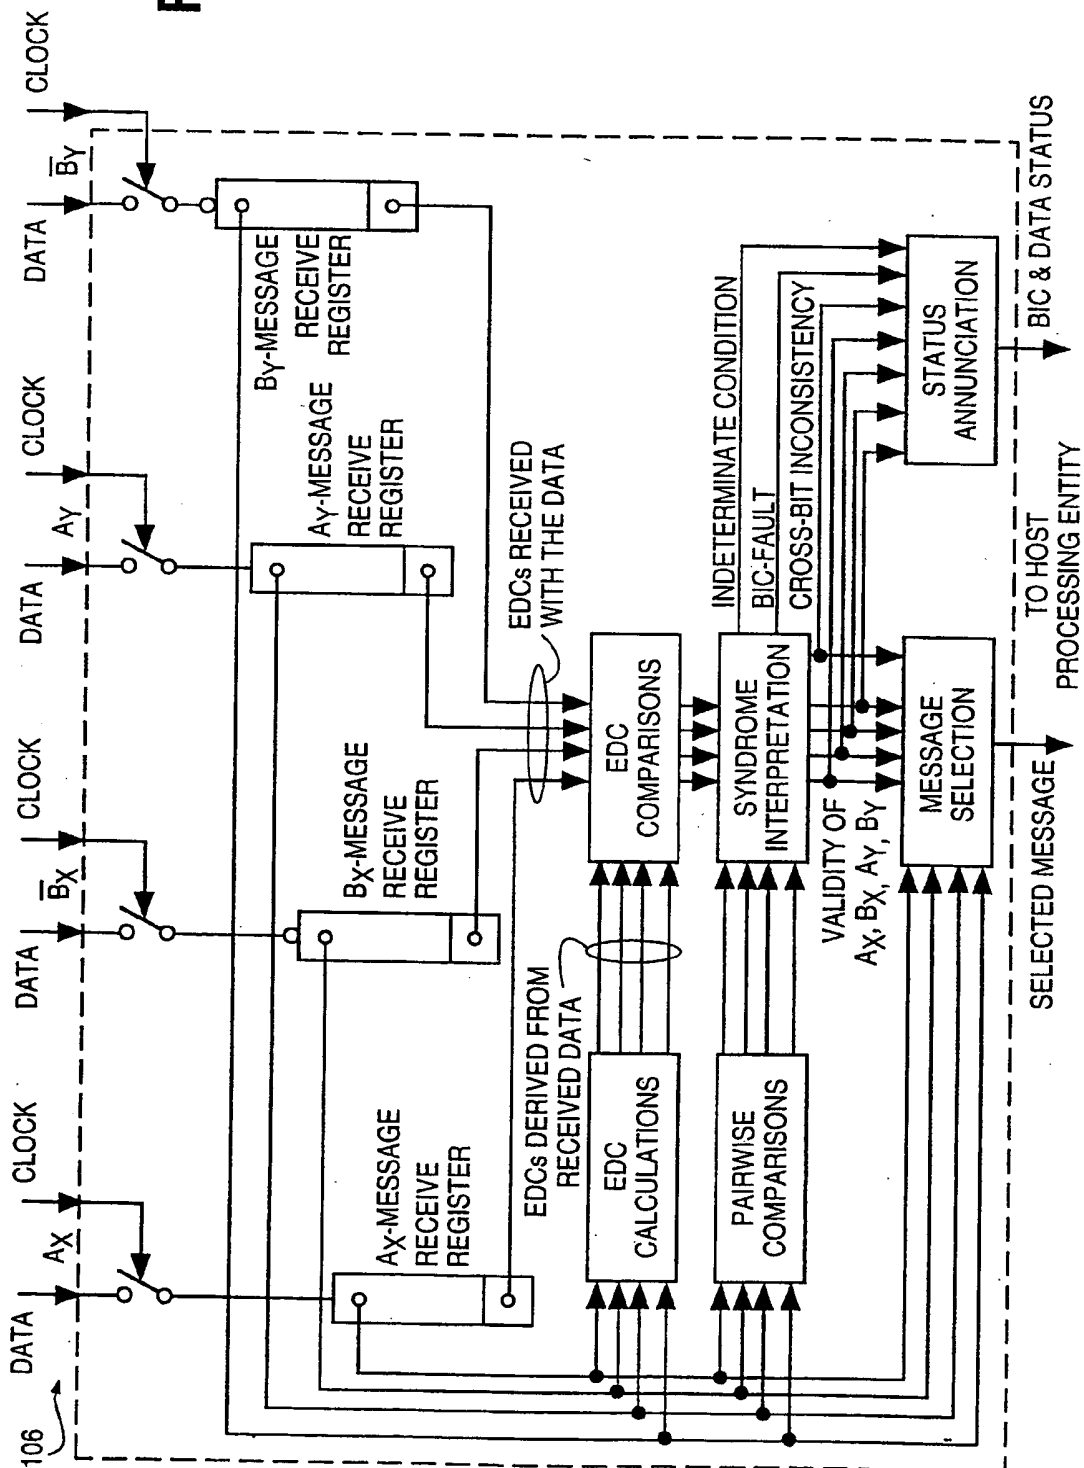 F
106
DATA
AX
CLOCK
DATA
B̅X
CLOCK
DATA
AY
CLOCK
DATA
B̅Y
CLOCK
AX-MESSAGE
RECEIVE
REGISTER
BX-MESSAGE
RECEIVE
REGISTER
AY-MESSAGE
RECEIVE
REGISTER
BY-MESSAGE
RECEIVE
REGISTER
EDCs DERIVED FROM
RECEIVED DATA
EDCs RECEIVED
WITH THE DATA
EDC
CALCULATIONS
EDC
COMPARISONS
PAIRWISE
COMPARISONS
SYNDROME
INTERPRETATION
INDETERMINATE CONDITION
BIC-FAULT
CROSS-BIT INCONSISTENCY
VALIDITY OF
AX, BX, AY, BY
MESSAGE
SELECTION
STATUS
ANNUNCIATION
SELECTED MESSAGE
TO HOST
PROCESSING ENTITY
BIC & DATA STATUS